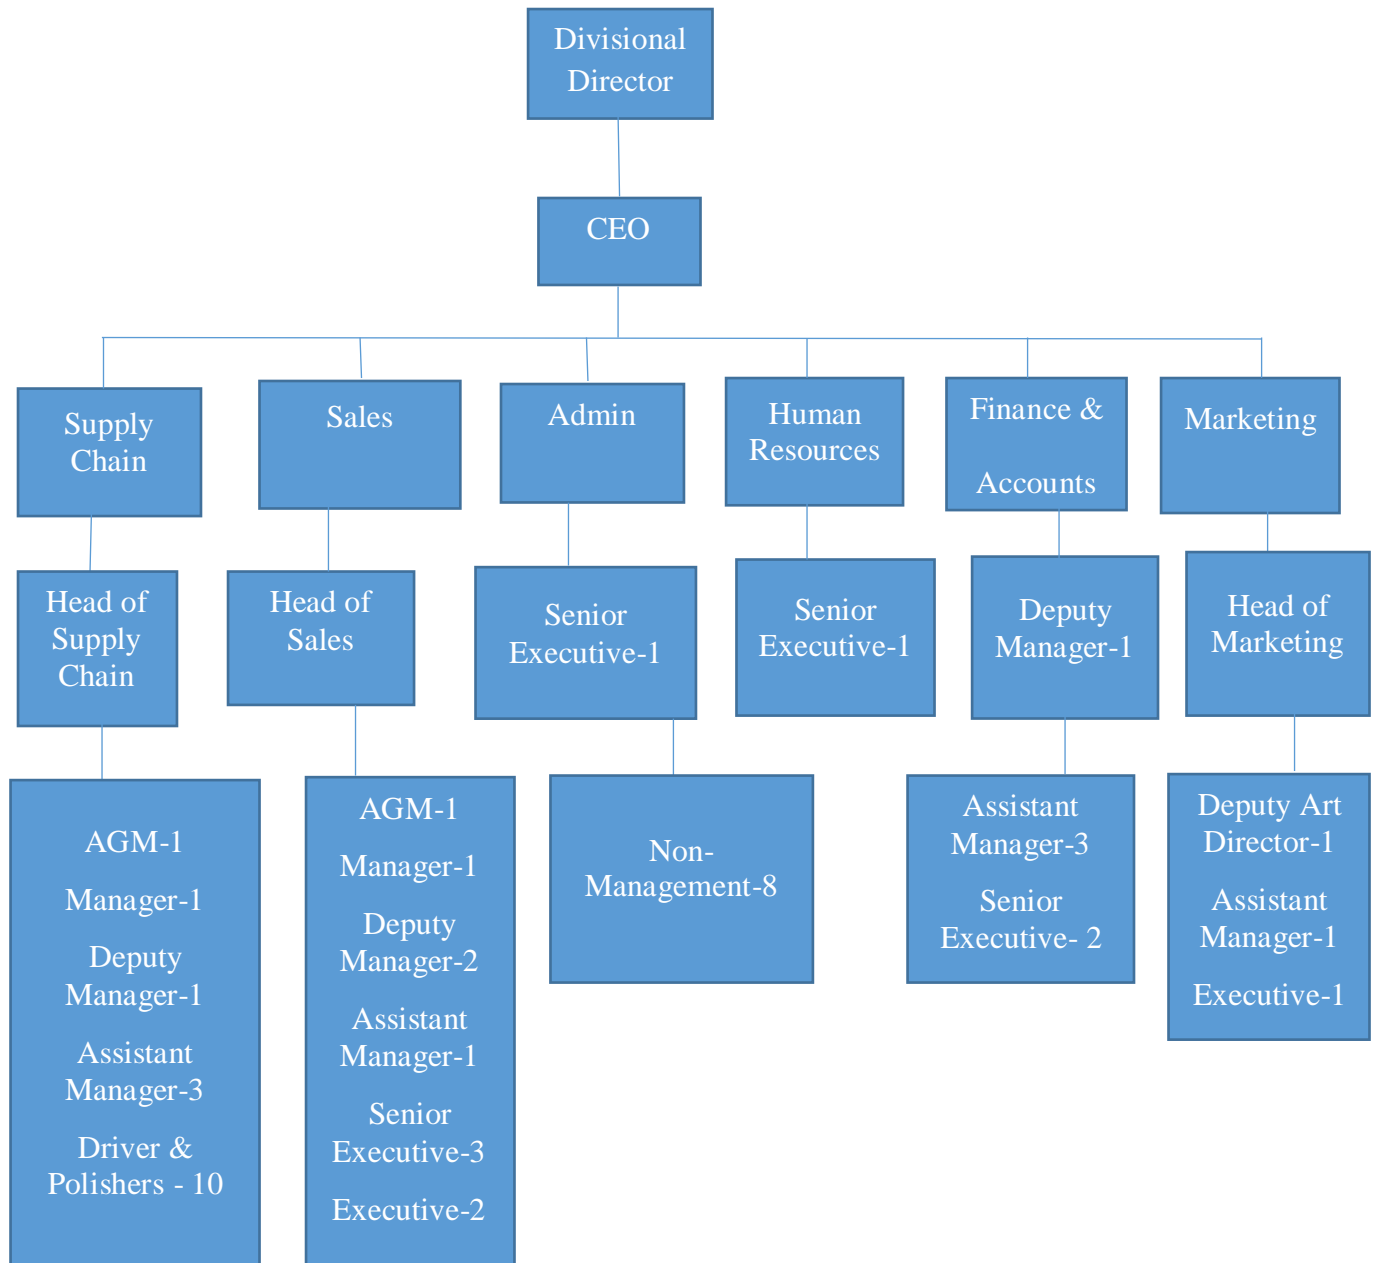 Divisional
Director
CEO
Supply
Chain
Sales
Admin
Human
Resources
Finance &
Accounts
Marketing
Head of
Supply
Chain
Head of
Sales
Senior
Executive-1
Senior
Executive-1
Deputy
Manager-1
Head of
Marketing
AGM-1
Manager-1
Deputy
Manager-1
Assistant
Manager-3
Driver &
Polishers - 10
AGM-1
Manager-1
Deputy
Manager-2
Assistant
Manager-1
Senior
Executive-3
Executive-2
Non-
Management-8
Assistant
Manager-3
Senior
Executive- 2
Deputy Art
Director-1
Assistant
Manager-1
Executive-1